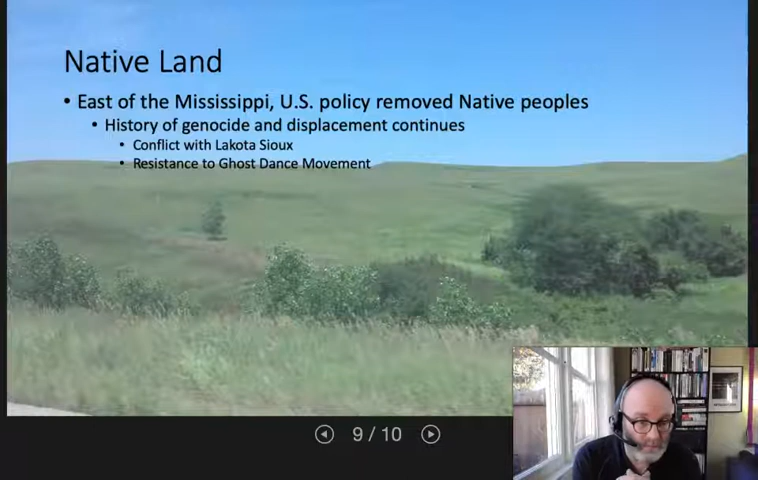 Native Land
• East of the Mississippi, U.S. policy removed Native peoples
• History of genocide and displacement continues
• Conflict with Lakota Sioux
• Resistance to Ghost Dance Movement
9 / 10